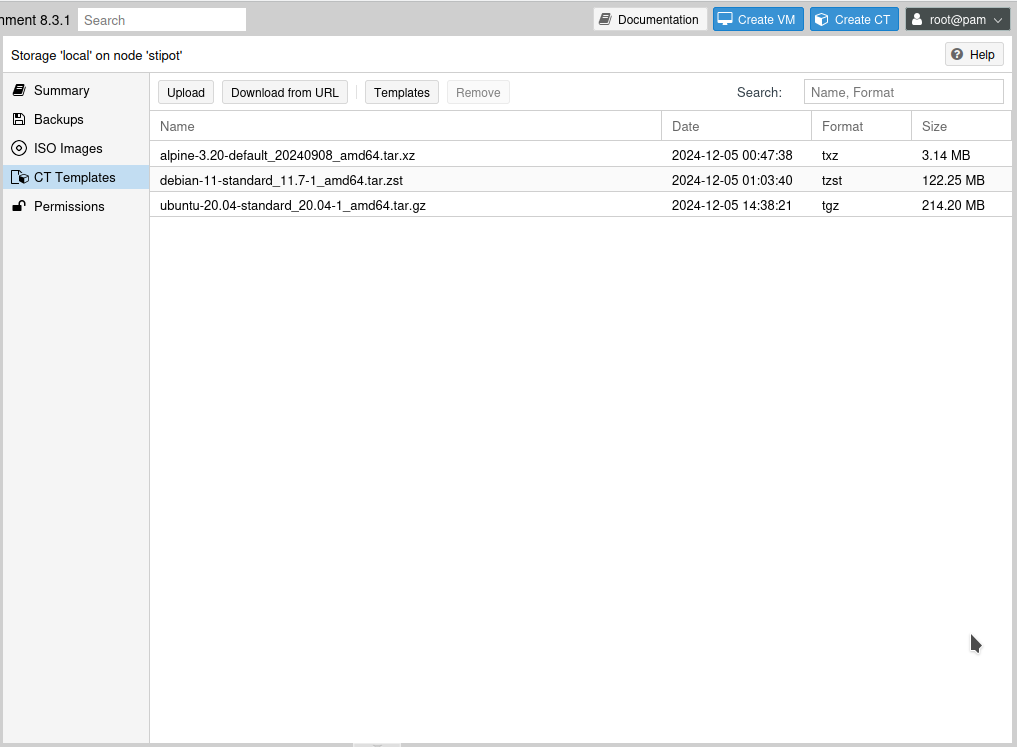 nment 8.3.1 Search Documentation Create VM Create CT root@pam
Storage 'local' on node 'stipot' Help
Summary
Backups
ISO Images
CT Templates
Permissions
Upload Download from URL Templates Remove Search: Name, Format
Name Date Format Size
alpine-3.20-default_20240908_amd64.tar.xz 2024-12-05 00:47:38 txz 3.14 MB
debian-11-standard_11.7-1_amd64.tar.zst 2024-12-05 01:03:40 tzst 122.25 MB
ubuntu-20.04-standard_20.04-1_amd64.tar.gz 2024-12-05 14:38:21 tgz 214.20 MB